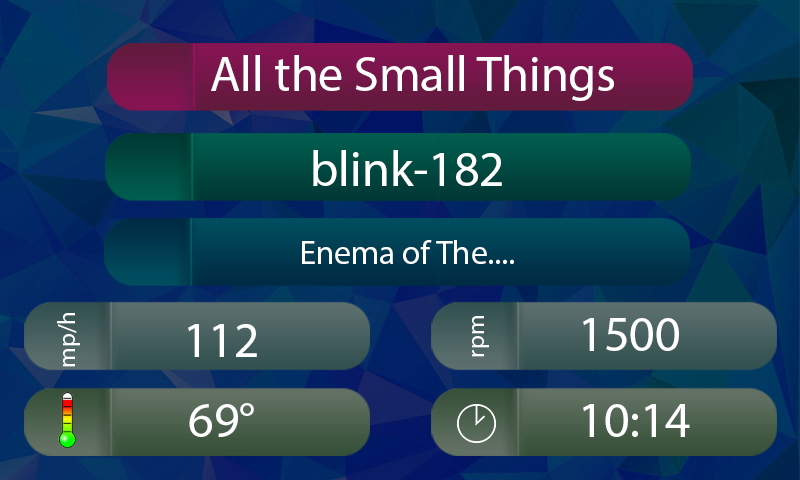 All the Small Things
blink-182
Enema of The....
mp/h 112
rpm 1500
69°
10:14